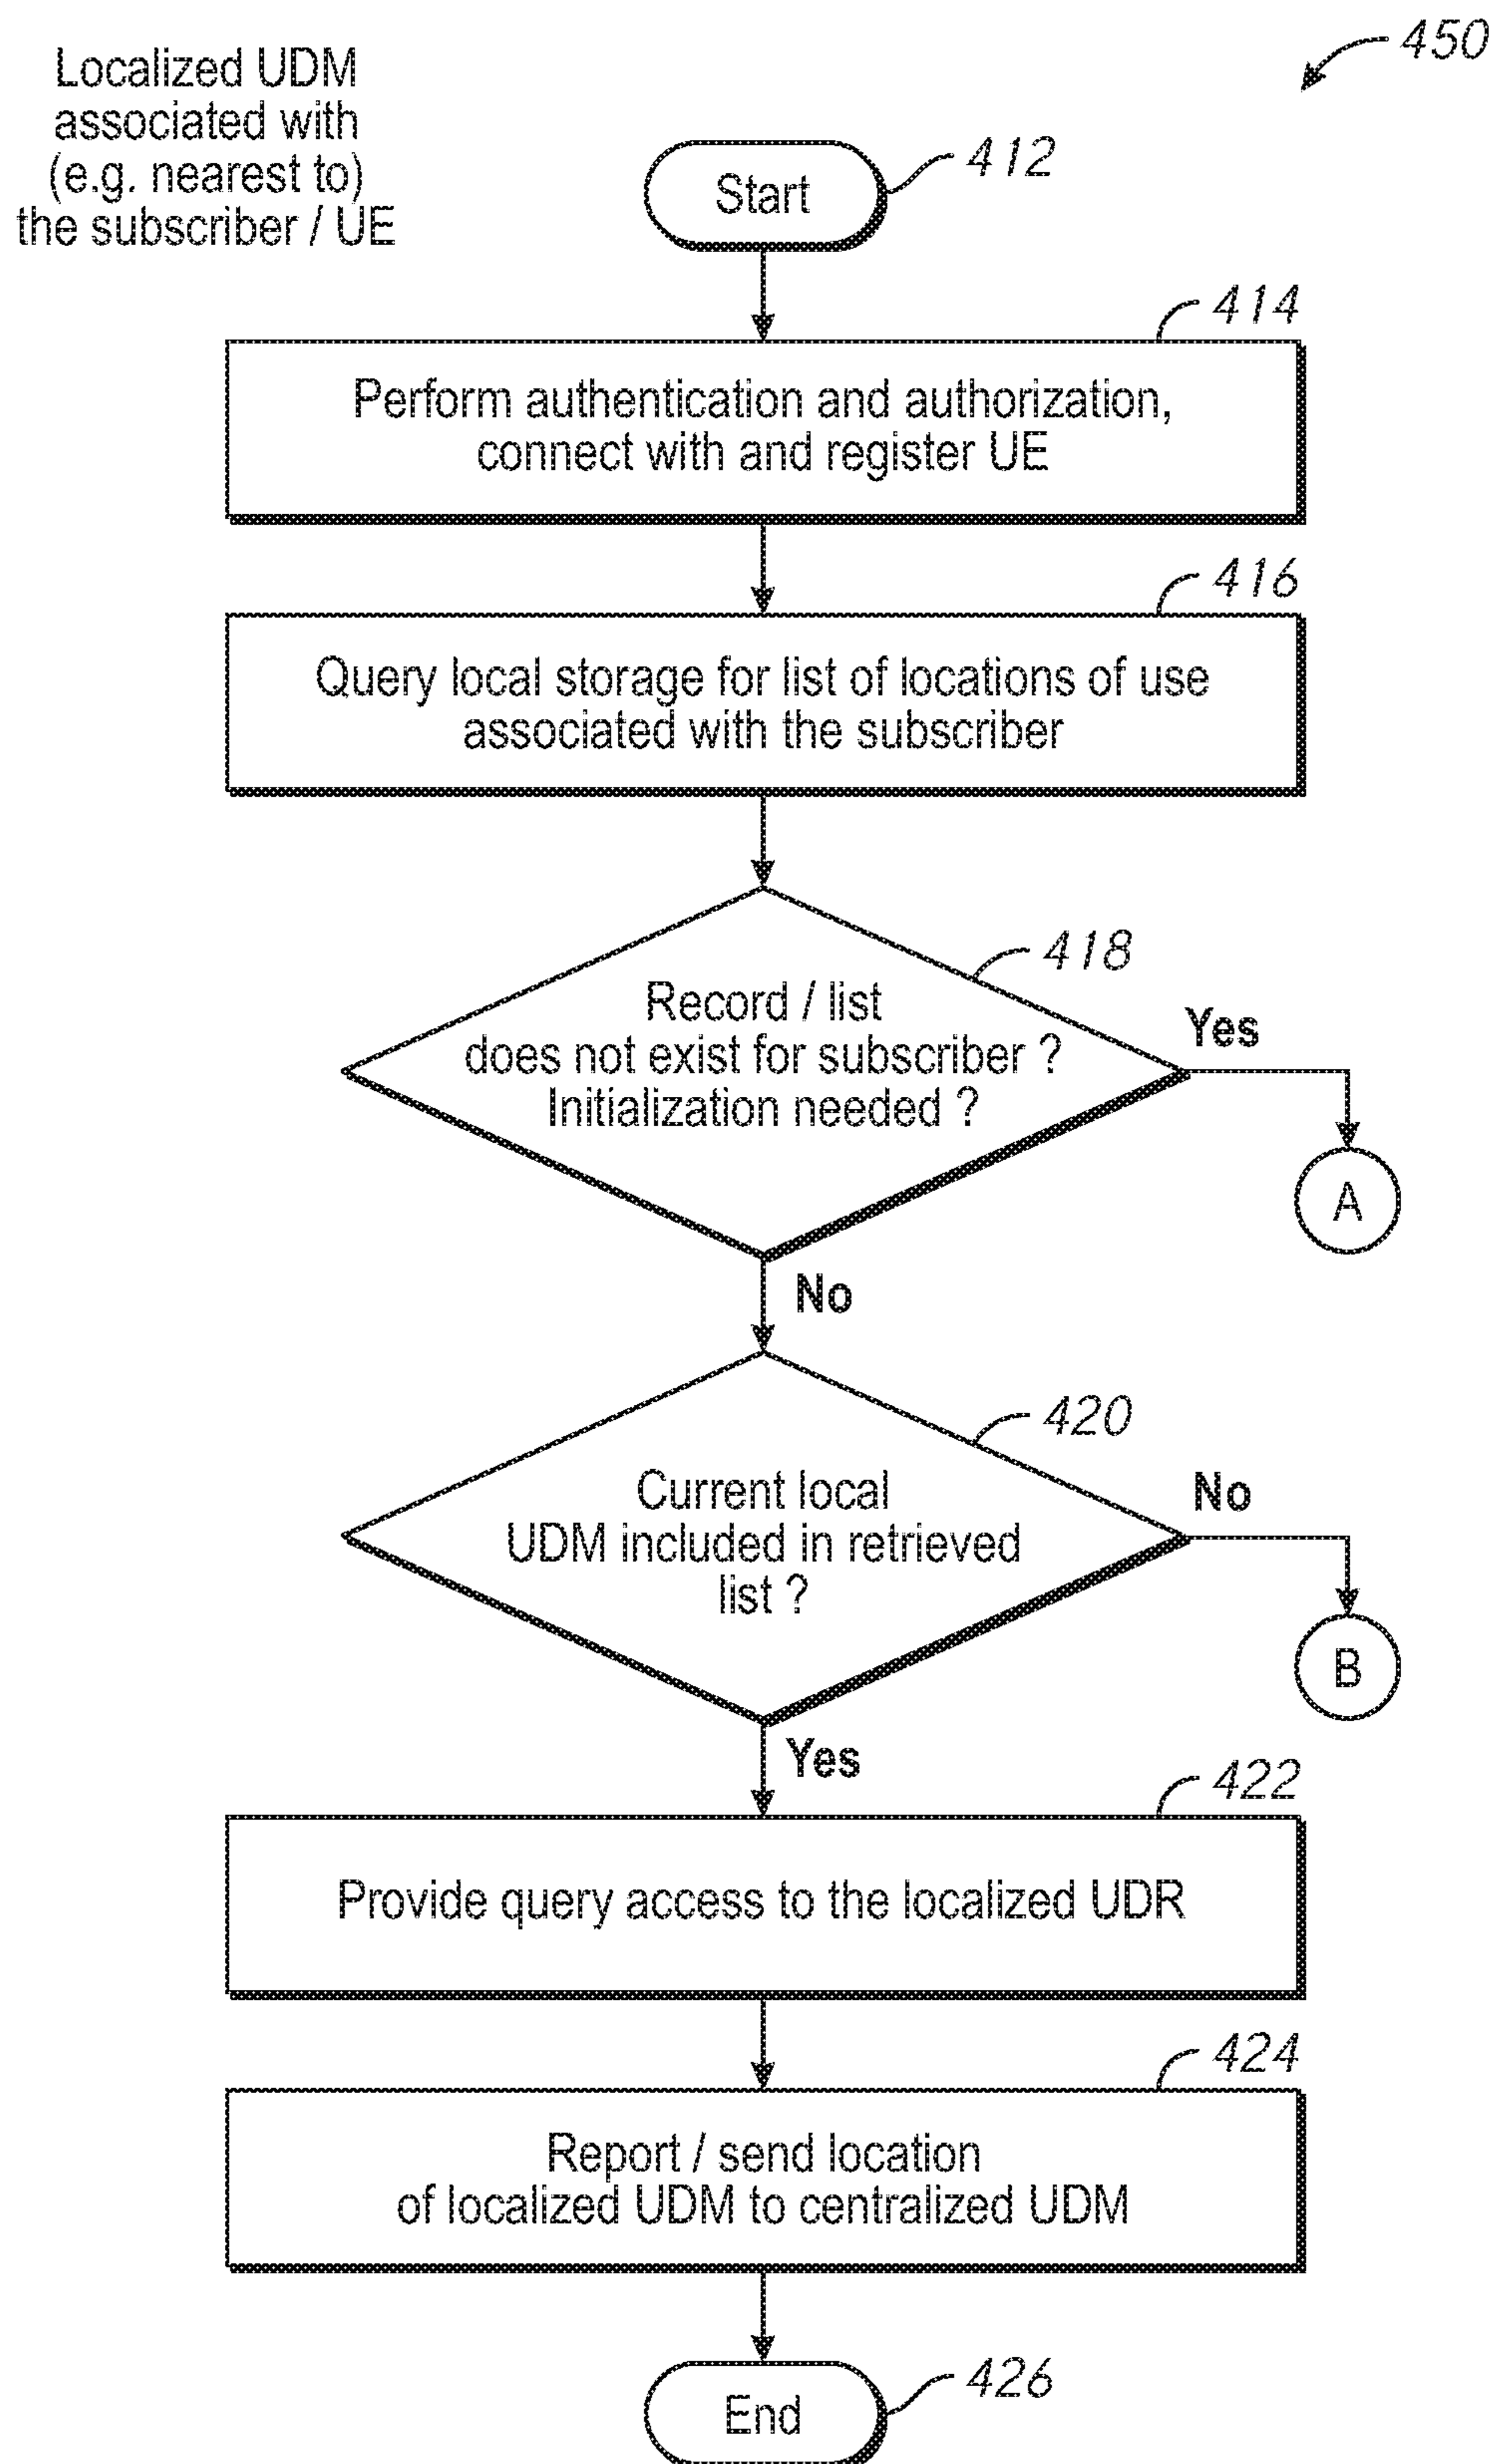 Localized UDM
associated with
(e.g. nearest to)
the subscriber / UE
450
Start
412
414
Perform authentication and authorization,
connect with and register UE
416
Query local storage for list of locations of use
associated with the subscriber
418
Record / list
does not exist for subscriber ?
Initialization needed ?
Yes
A
No
420
Current local
UDM included in retrieved
list ?
No
B
Yes
422
Provide query access to the localized UDR
424
Report / send location
of localized UDM to centralized UDM
End
426